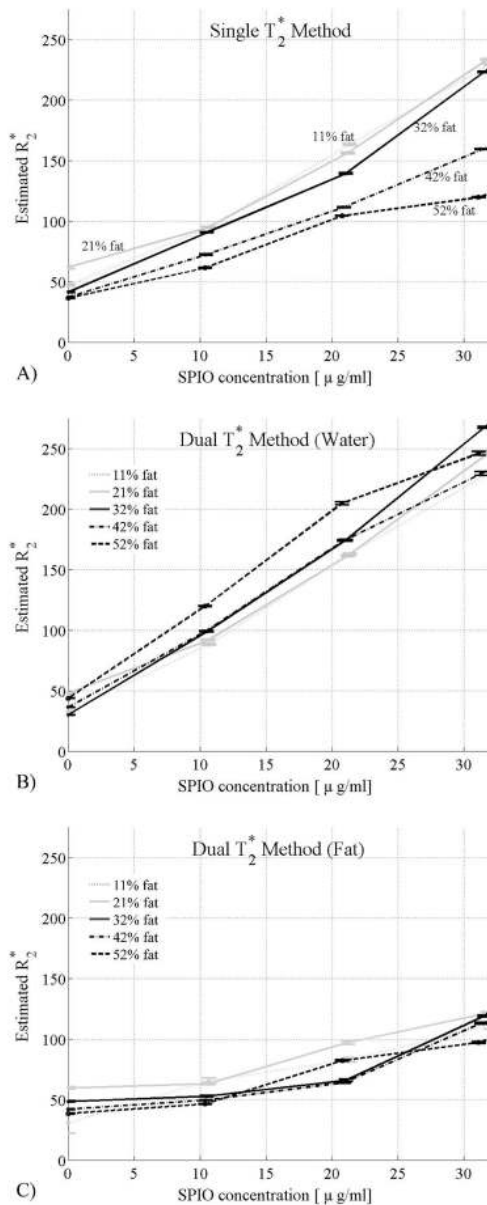 Single T₂* Method
250
200
150
100
50
0
Estimated R₂*
11% fat
32% fat
42% fat
52% fat
21% fat
0 5 10 15 20 25 30
SPIO concentration [ μ g/ml]
A)
Dual T₂* Method (Water)
250
200
150
100
50
0
Estimated R₂*
11% fat
21% fat
32% fat
42% fat
52% fat
0 5 10 15 20 25 30
SPIO concentration [ μ g/ml]
B)
Dual T₂* Method (Fat)
250
200
150
100
50
0
Estimated R₂*
11% fat
21% fat
32% fat
42% fat
52% fat
0 5 10 15 20 25 30
SPIO concentration [ μ g/ml]
C)